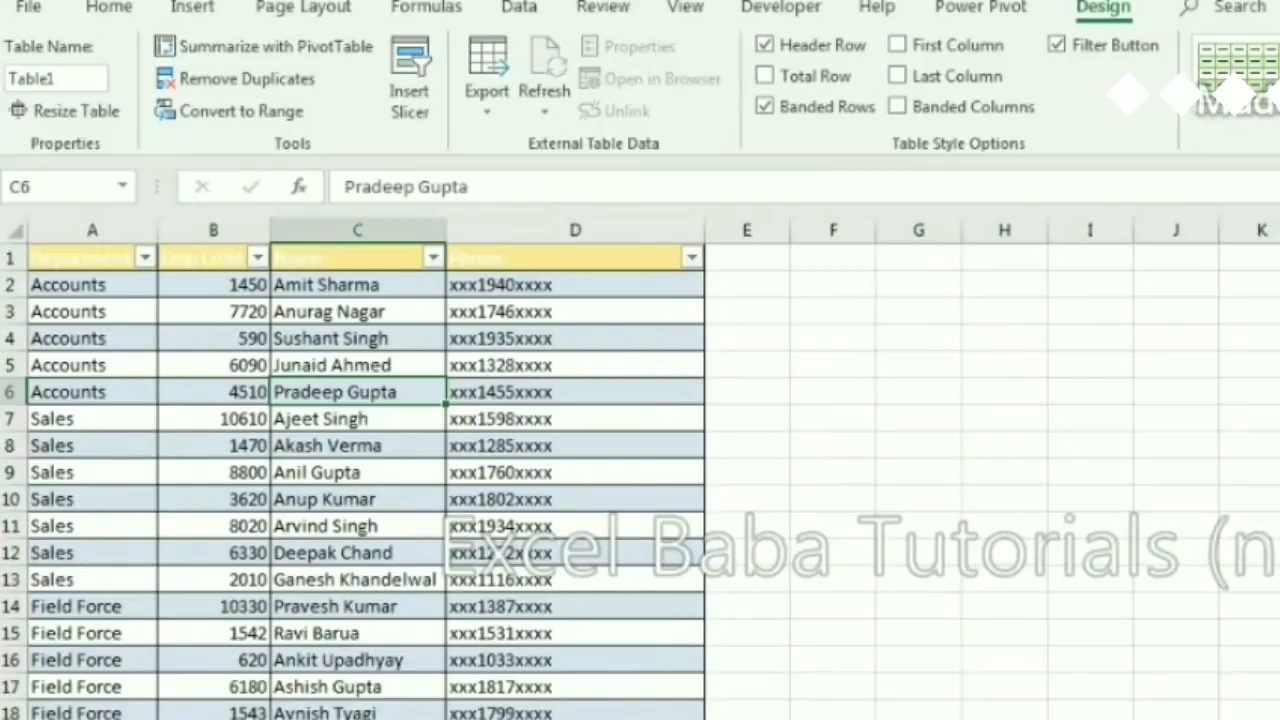 File Home Insert Page Layout Formulas Data Review View Developer Help Power Pivot Design Search
Table Name: Summarize with PivotTable Properties Header Row First Column Filter Button
Table1 Remove Duplicates Insert Slicer Export Refresh Open in Browser Total Row Last Column
Resize Table Convert to Range Unlink Banded Rows Banded Columns
Properties Tools External Table Data Table Style Options
C6 fx Pradeep Gupta
A B C D E F G H I J K
1 Department Emp Code Name Phone
2 Accounts 1450 Amit Sharma xxx1940xxxx
3 Accounts 7720 Anurag Nagar xxx1746xxxx
4 Accounts 590 Sushant Singh xxx1935xxxx
5 Accounts 6090 Junaid Ahmed xxx1328xxxx
6 Accounts 4510 Pradeep Gupta xxx1455xxxx
7 Sales 10610 Ajeet Singh xxx1598xxxx
8 Sales 1470 Akash Verma xxx1285xxxx
9 Sales 8800 Anil Gupta xxx1760xxxx
10 Sales 3620 Anup Kumar xxx1802xxxx
11 Sales 8020 Arvind Singh xxx1934xxxx
Excel Baba Tutorials (n
12 Sales 6330 Deepak Chand
13 Sales 2010 Ganesh Khandelwal xxx1116xxxx
14 Field Force 10330 Pravesh Kumar xxx1387xxxx
15 Field Force 1542 Ravi Barua xxx1531xxxx
16 Field Force 620 Ankit Upadhyay xxx1033xxxx
17 Field Force 6180 Ashish Gupta xxx1817xxxx
18 Field Force 1543 Avnish Tyagi xxx1799xxxx